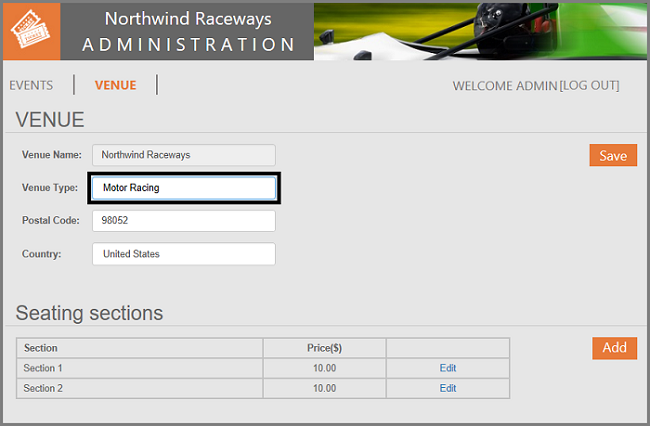 Northwind Raceways
ADMINISTRATION
EVENTS VENUE WELCOME ADMIN [LOG OUT]
VENUE
Venue Name: Northwind Raceways Save
Venue Type: Motor Racing
Postal Code: 98052
Country: United States
Seating sections
Add
Section Price($)
Section 1 10.00 Edit
Section 2 10.00 Edit